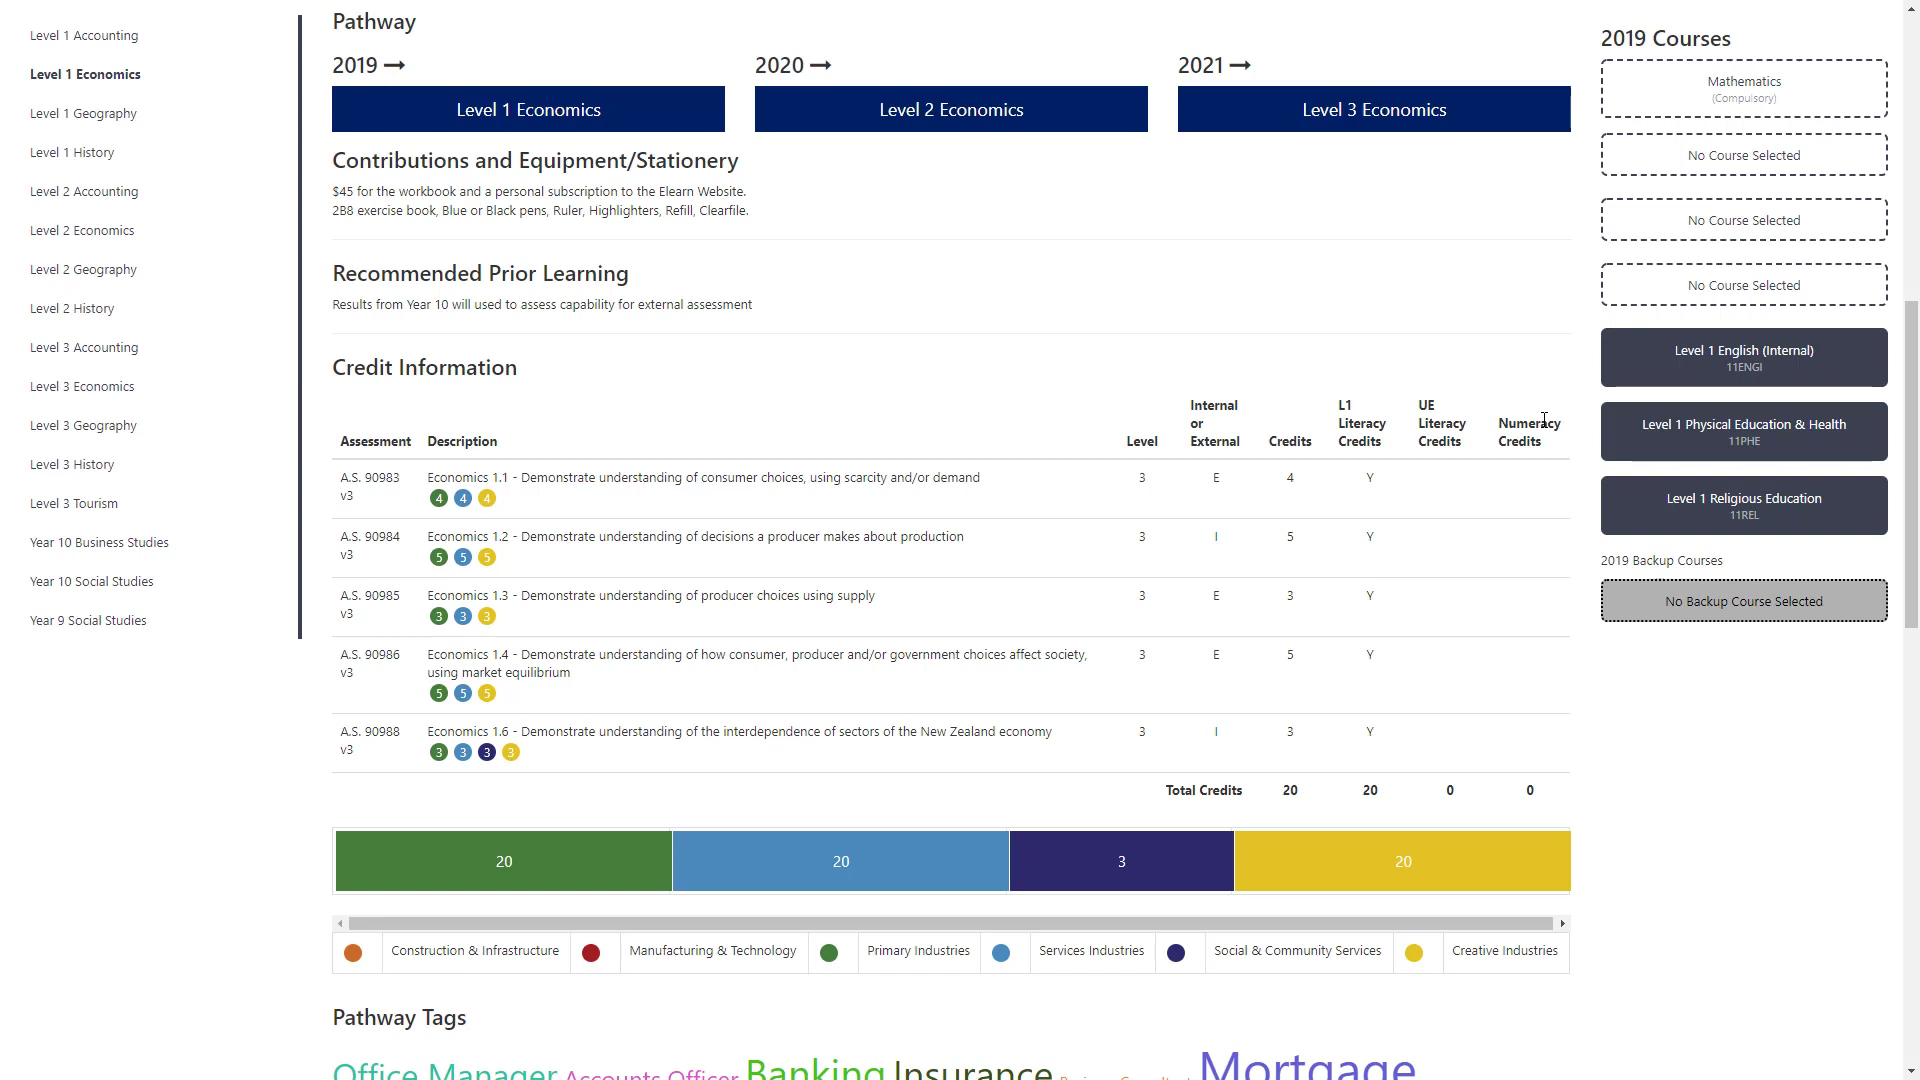 Level 1 Accounting
Level 1 Economics
Level 1 Geography
Level 1 History
Level 2 Accounting
Level 2 Economics
Level 2 Geography
Level 2 History
Level 3 Accounting
Level 3 Economics
Level 3 Geography
Level 3 History
Level 3 Tourism
Year 10 Business Studies
Year 10 Social Studies
Year 9 Social Studies
Pathway
2019 2020 2021
Level 1 Economics Level 2 Economics Level 3 Economics
Contributions and Equipment/Stationery
$45 for the workbook and a personal subscription to the Elearn Website.
2B8 exercise book, Blue or Black pens, Ruler, Highlighters, Refill, Clearfile.
Recommended Prior Learning
Results from Year 10 will used to assess capability for external assessment
Credit Information
Assessment Description Level Internal or External Credits L1 Literacy Credits UE Literacy Credits Numeracy Credits
A.S. 90983 v3 Economics 1.1 - Demonstrate understanding of consumer choices, using scarcity and/or demand 3 E 4 Y
4 4 4
A.S. 90984 v3 Economics 1.2 - Demonstrate understanding of decisions a producer makes about production 3 I 5 Y
5 5 5
A.S. 90985 v3 Economics 1.3 - Demonstrate understanding of producer choices using supply 3 E 3 Y
3 3 3
A.S. 90986 v3 Economics 1.4 - Demonstrate understanding of how consumer, producer and/or government choices affect society, 3 E 5 Y
using market equilibrium
5 5 5
A.S. 90988 v3 Economics 1.6 - Demonstrate understanding of the interdependence of sectors of the New Zealand economy 3 I 3 Y
3 3 3 3
Total Credits 20 20 0 0
20 20 3 20
Construction & Infrastructure Manufacturing & Technology Primary Industries Services Industries Social & Community Services Creative Industries
Pathway Tags
Office Manager Accounts Officer Banking Insurance Mortgage
2019 Courses
Mathematics
(Compulsory)
No Course Selected
No Course Selected
No Course Selected
Level 1 English (Internal)
11ENGI
Level 1 Physical Education & Health
11PHE
Level 1 Religious Education
11REL
2019 Backup Courses
No Backup Course Selected